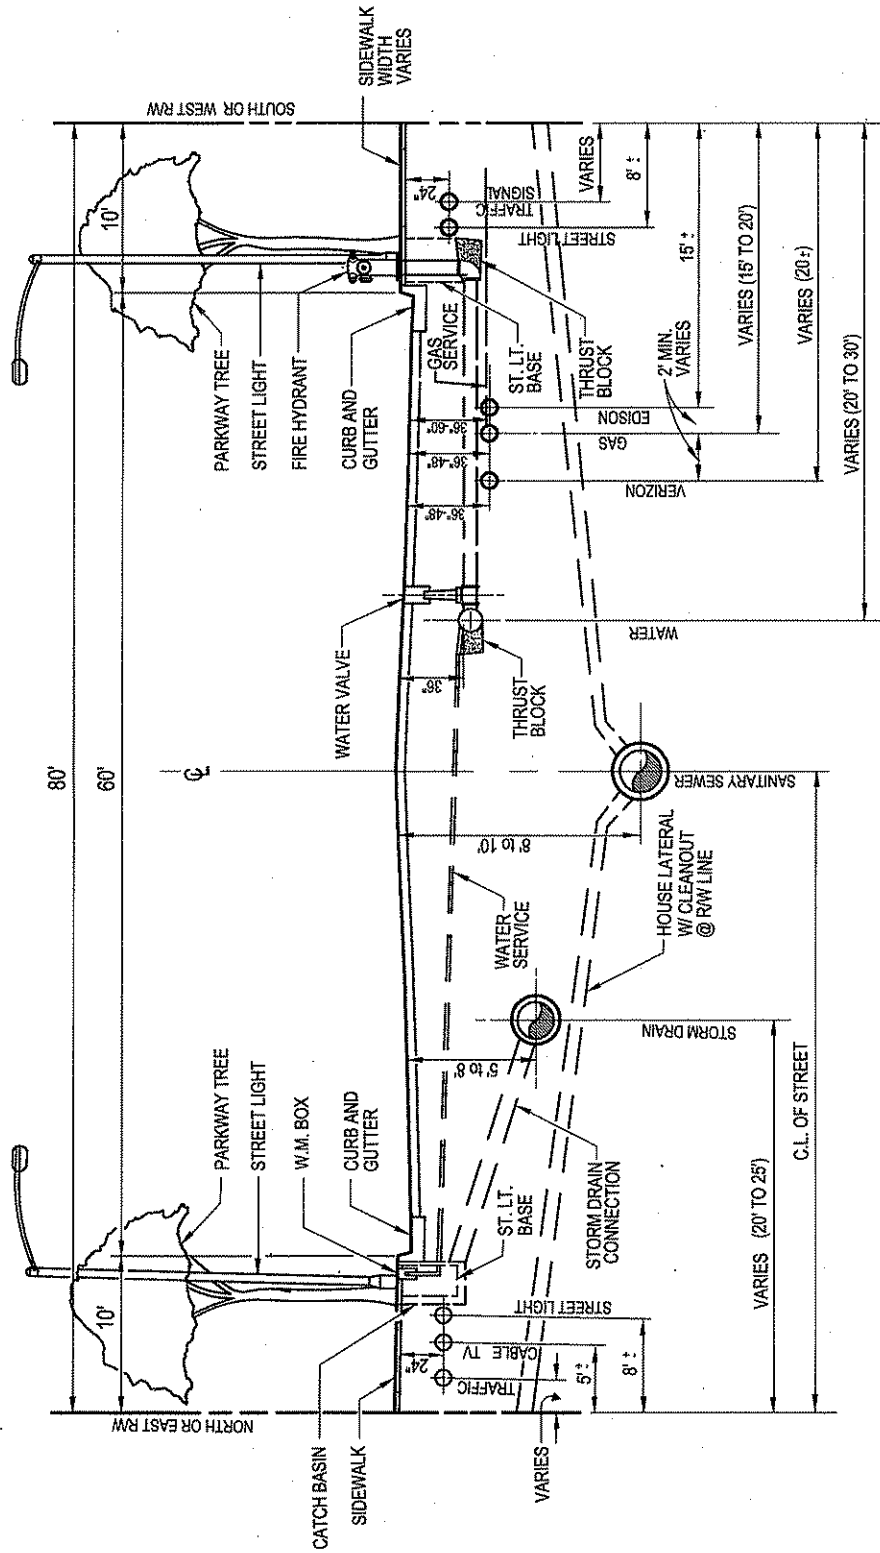 80'
60'
10'
10'
NORTH OR EAST R/W
SOUTH OR WEST R/W
℄
PARKWAY TREE
STREET LIGHT
W.M. BOX
CURB AND
GUTTER
CATCH BASIN
SIDEWALK
24"
TRAFFIC
CABLE TV
STREET LIGHT
ST. LT.
BASE
STORM DRAIN
CONNECTION
VARIES
5' ±
8' ±
VARIES (20' TO 25')
C.L. OF STREET
5' to 8'
STORM DRAIN
WATER
SERVICE
HOUSE LATERAL
W/ CLEANOUT
@ R/W LINE
8' to 10'
SANITARY SEWER
WATER VALVE
36"
THRUST
BLOCK
WATER
PARKWAY TREE
STREET LIGHT
FIRE HYDRANT
CURB AND
GUTTER
SIDEWALK
WIDTH
VARIES
36"-48"
36"-48"
36"-60"
GAS
SERVICE
ST. LT.
BASE
THRUST
BLOCK
24"
TRAFFIC
SIGNAL
STREET LIGHT
VERIZON
GAS
EDISON
2' MIN.
VARIES
VARIES
8' ±
15' ±
VARIES (15' TO 20')
VARIES (20 ±)
VARIES (20' TO 30')